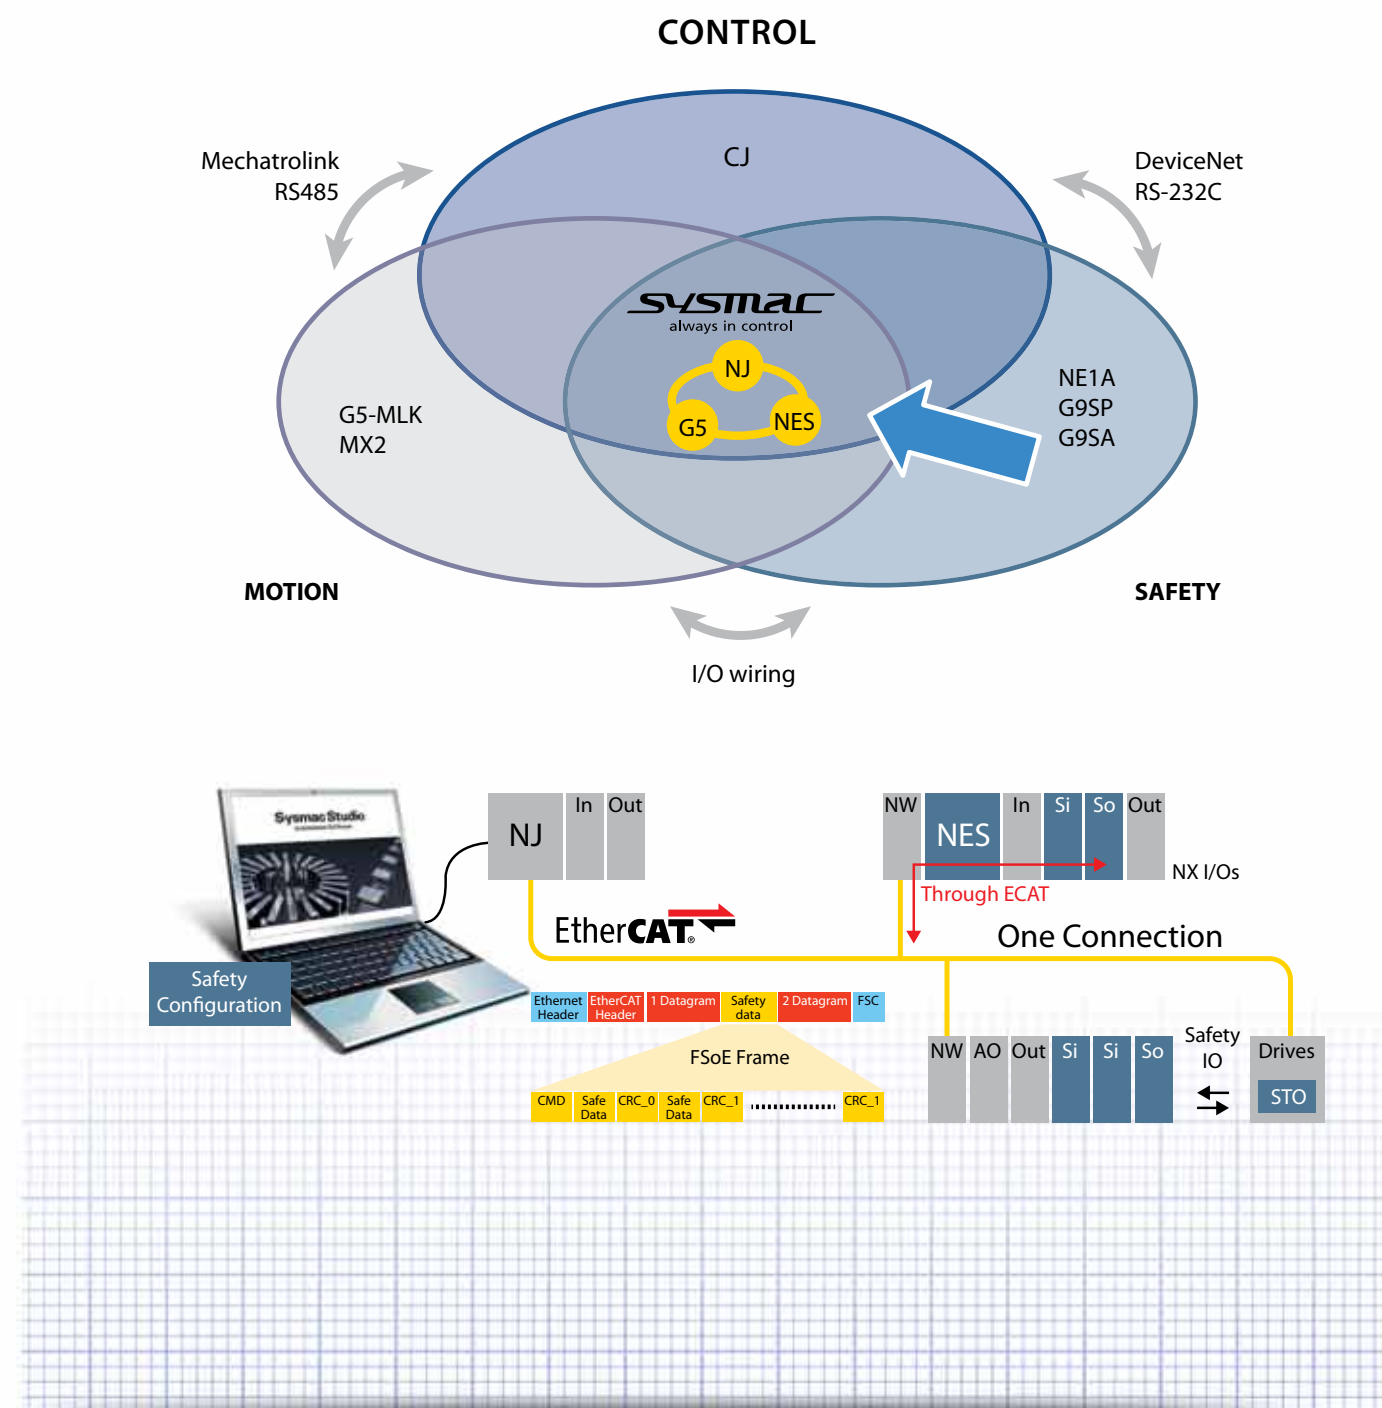 CONTROL
CJ
Mechatrolink
RS485
DeviceNet
RS-232C
sysmac
always in control
NJ
G5
NES
G5-MLK
MX2
NE1A
G9SP
G9SA
MOTION
SAFETY
I/O wiring
Sysmac Studio
NJ
In
Out
NW
NES
In
Si
So
Out
NX I/Os
Through ECAT
EtherCAT®
One Connection
Safety
Configuration
Ethernet
Header
EtherCAT
Header
1 Datagram
Safety
data
2 Datagram
FSC
FSoE Frame
CMD
Safe
Data
CRC_0
Safe
Data
CRC_1
CRC_1
NW
AO
Out
Si
Si
So
Safety
IO
Drives
STO